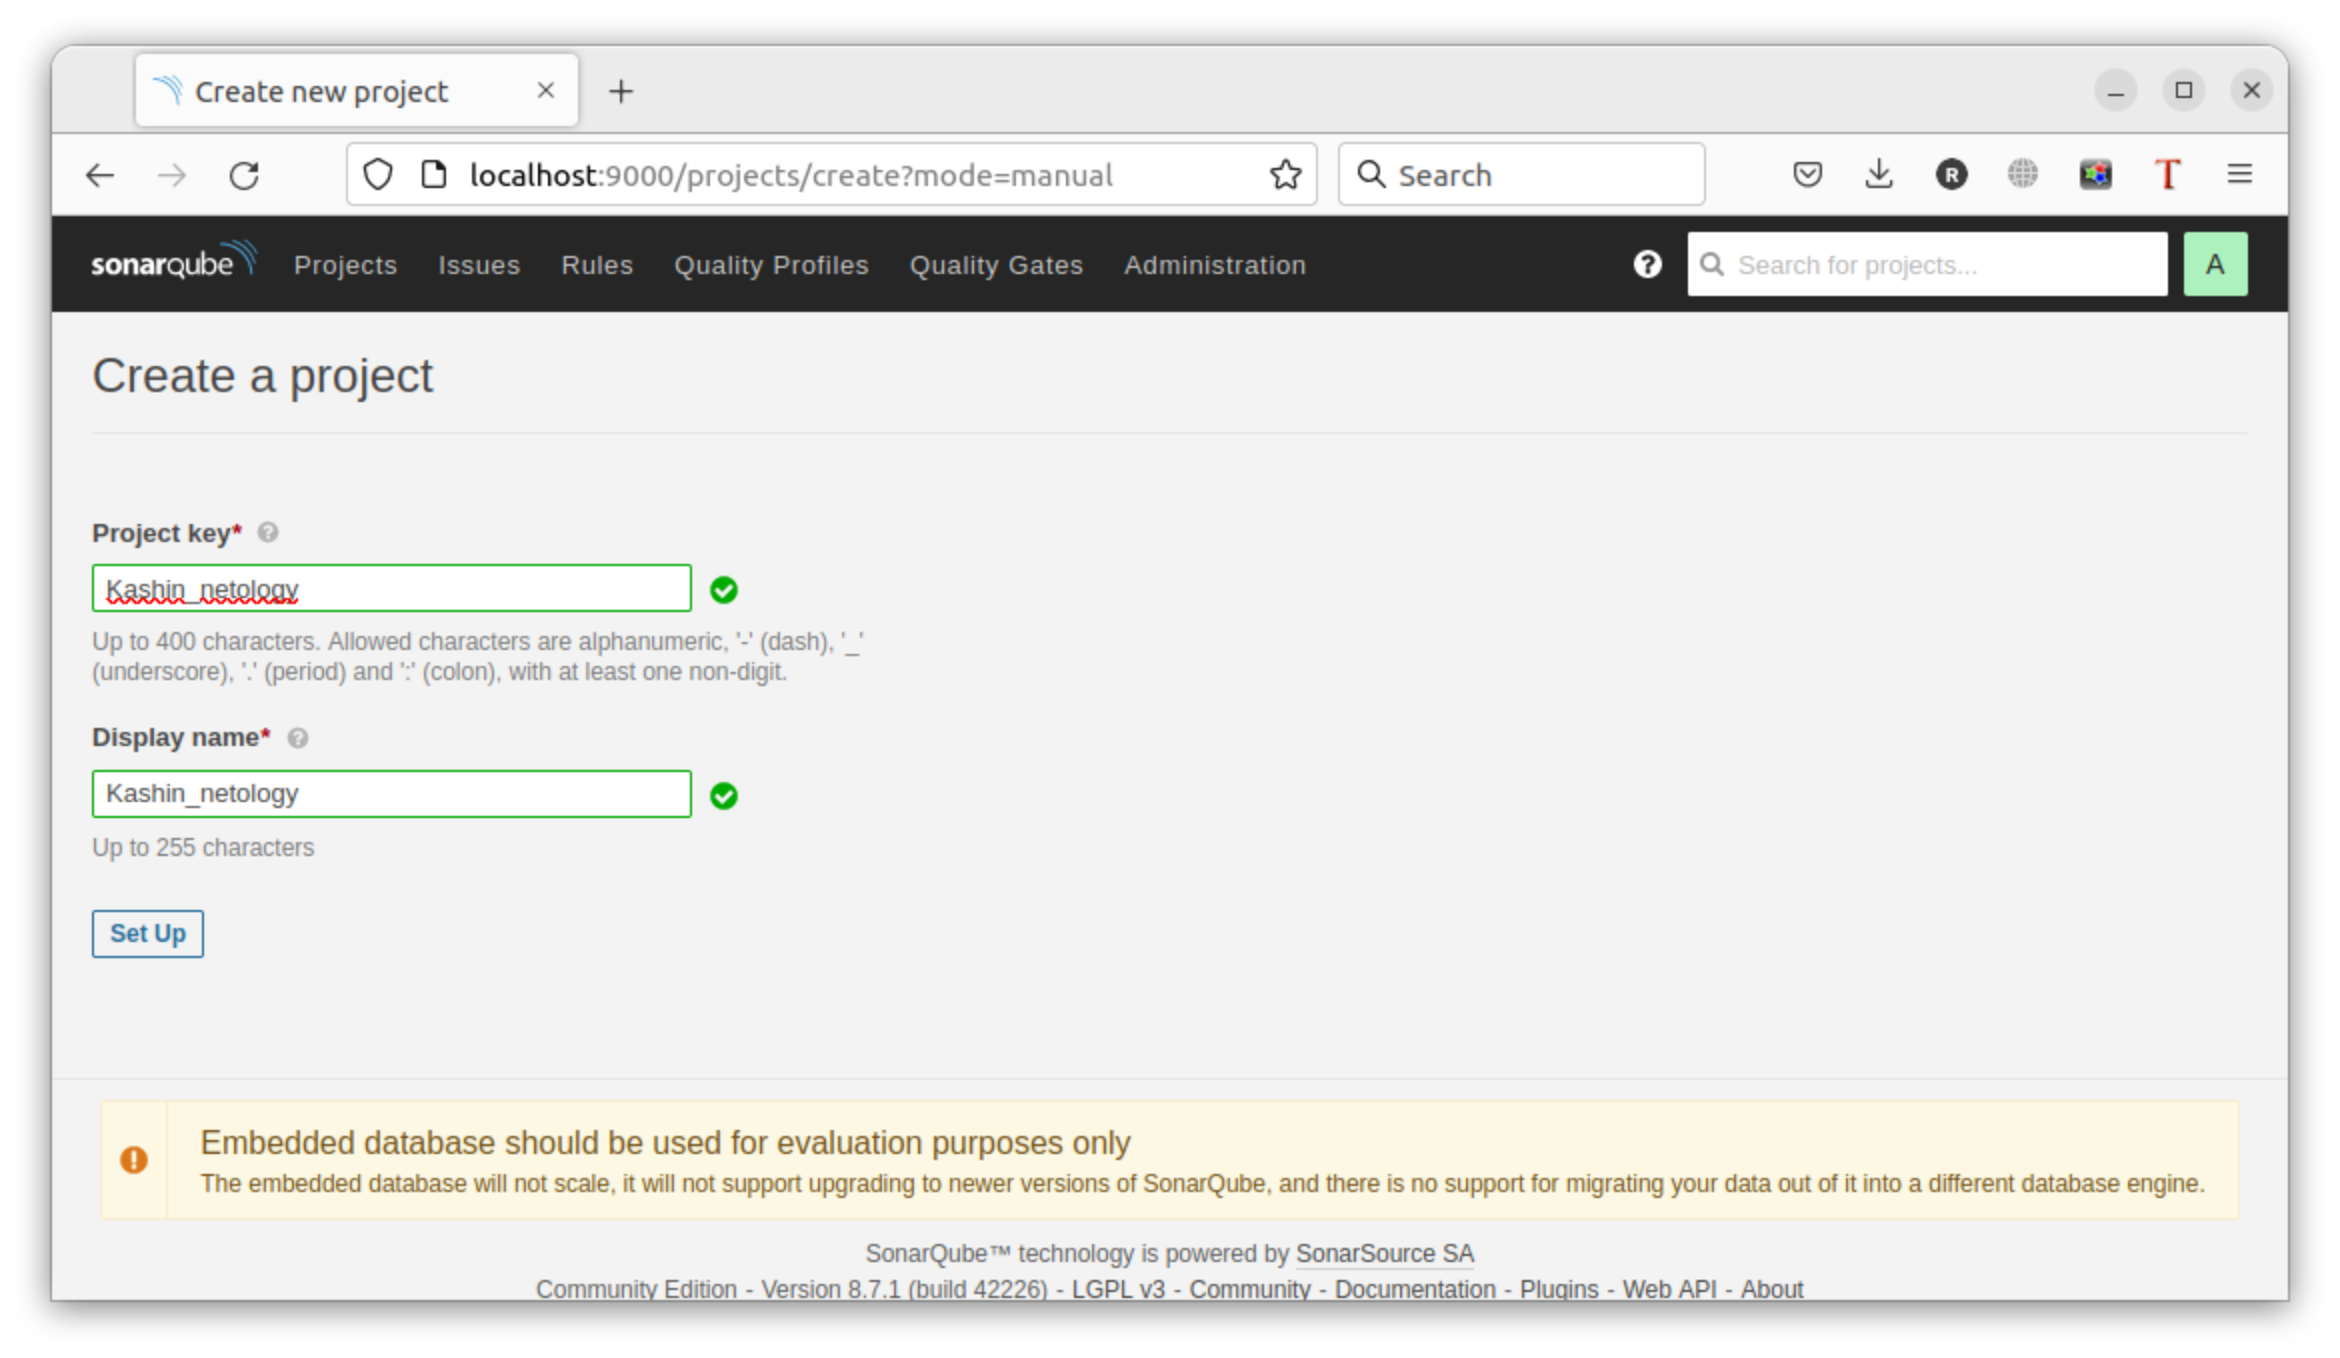 Create new project
localhost:9000/projects/create?mode=manual
Search
sonarqube Projects Issues Rules Quality Profiles Quality Gates Administration
Search for projects...
A
Create a project
Project key*
Kashin_netology
Up to 400 characters. Allowed characters are alphanumeric, '-' (dash), '_'
(underscore), '.' (period) and ':' (colon), with at least one non-digit.
Display name*
Kashin_netology
Up to 255 characters
Set Up
Embedded database should be used for evaluation purposes only
The embedded database will not scale, it will not support upgrading to newer versions of SonarQube, and there is no support for migrating your data out of it into a different database engine.
SonarQube™ technology is powered by SonarSource SA
Community Edition - Version 8.7.1 (build 42226) - LGPL v3 - Community - Documentation - Plugins - Web API - About